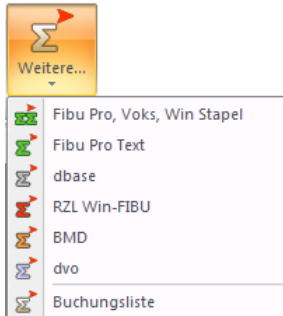 Weitere...
Fibu Pro, Voks, Win Stapel
Fibu Pro Text
dbase
RZL Win-FIBU
BMD
dvo
Buchungsliste